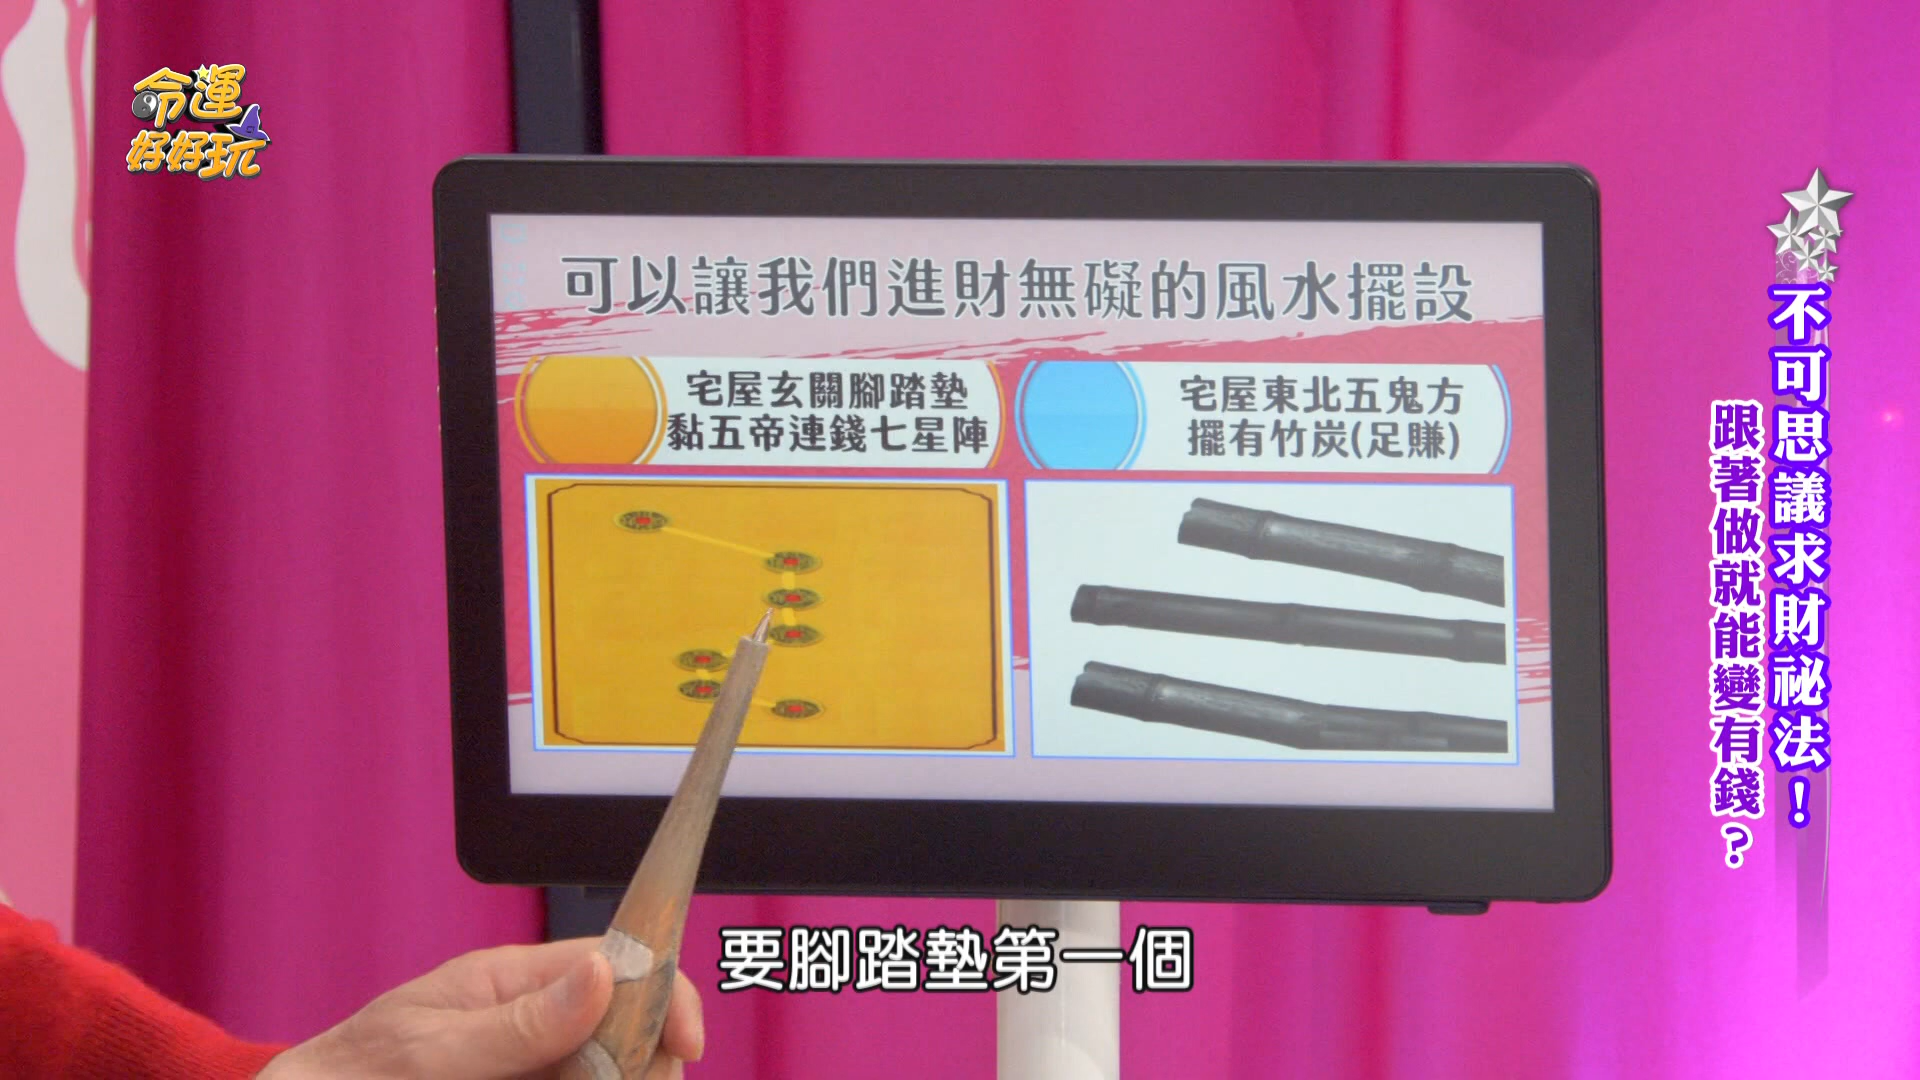 命運
好好玩
可以讓我們進財無礙的風水擺設
宅屋玄關腳踏墊
黏五帝連錢七星陣
宅屋東北五鬼方
擺有竹炭(足賺)
不可思議求財祕法！
跟著做就能變有錢？
要腳踏墊第一個